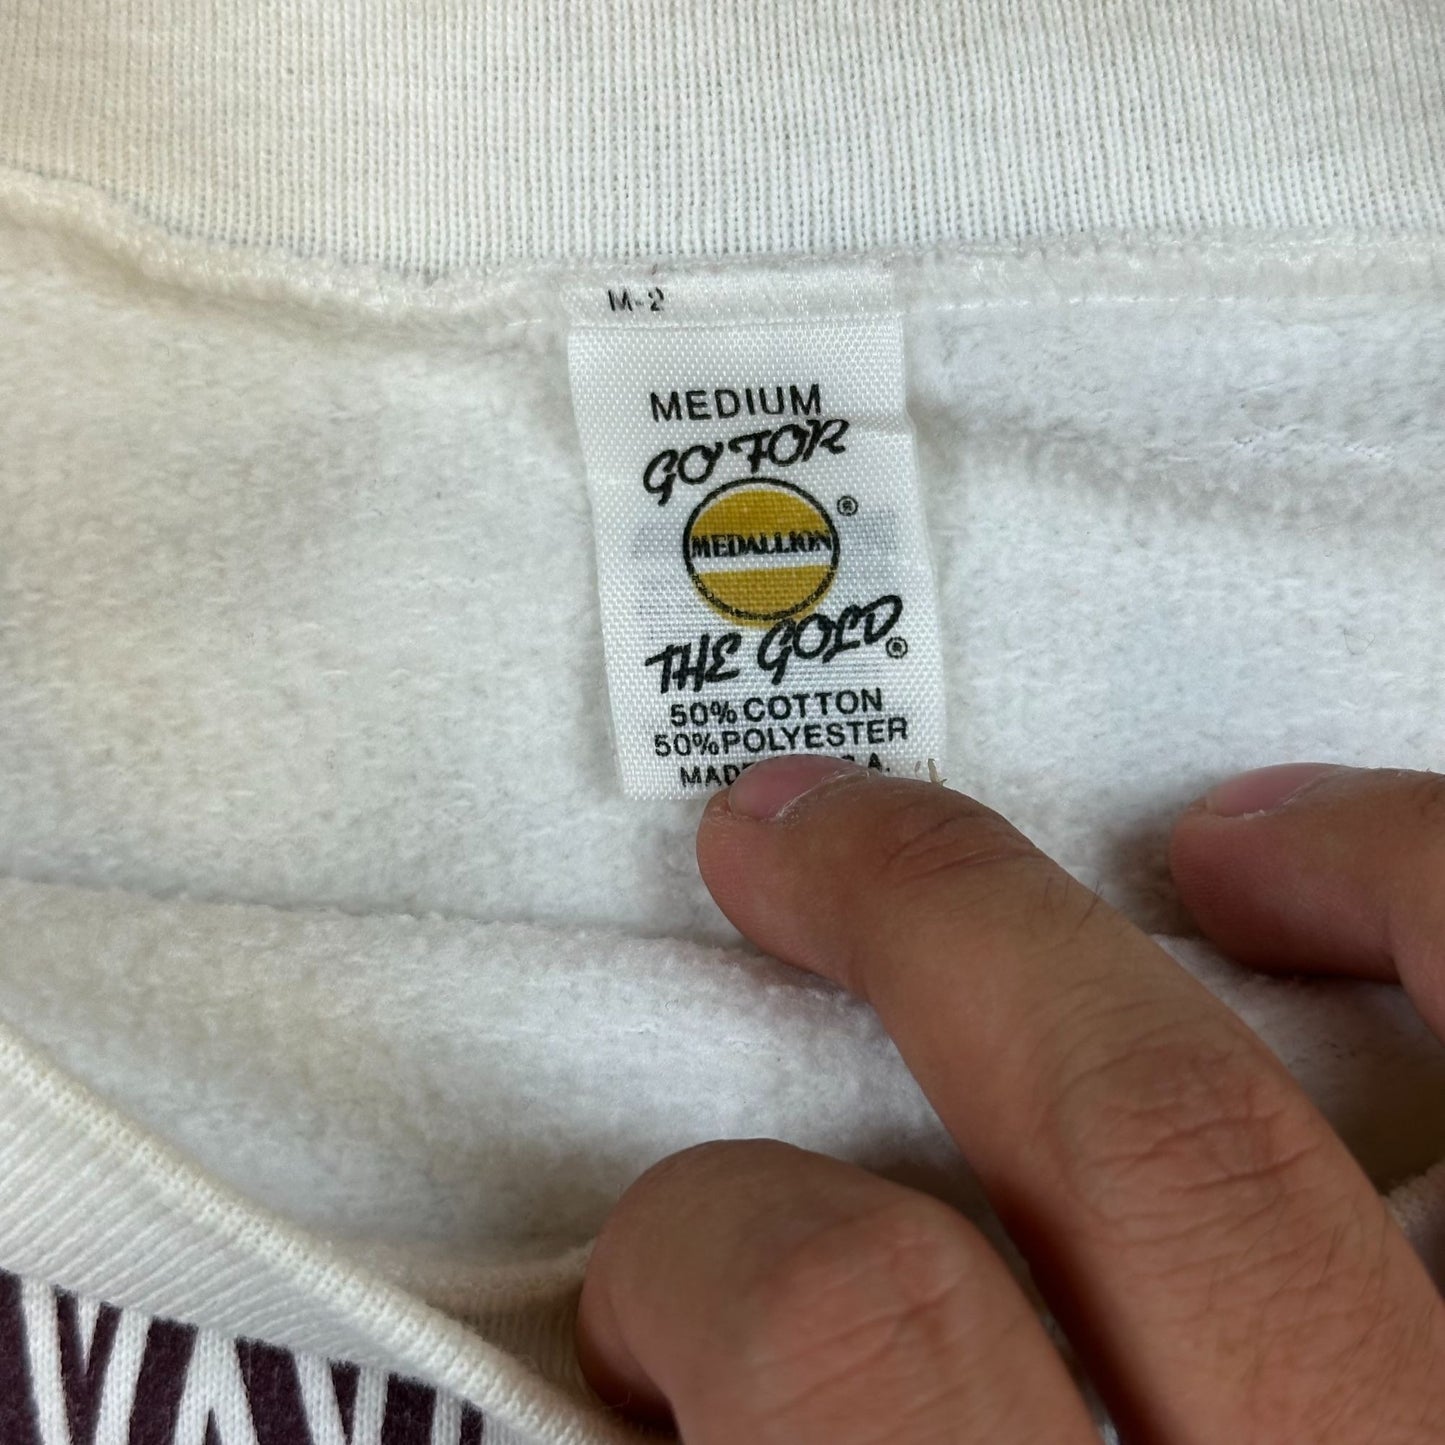 M-2
MEDIUM
GO FOR
MEDALLION ®
THE GOLD ®
50% COTTON
50% POLYESTER
A.